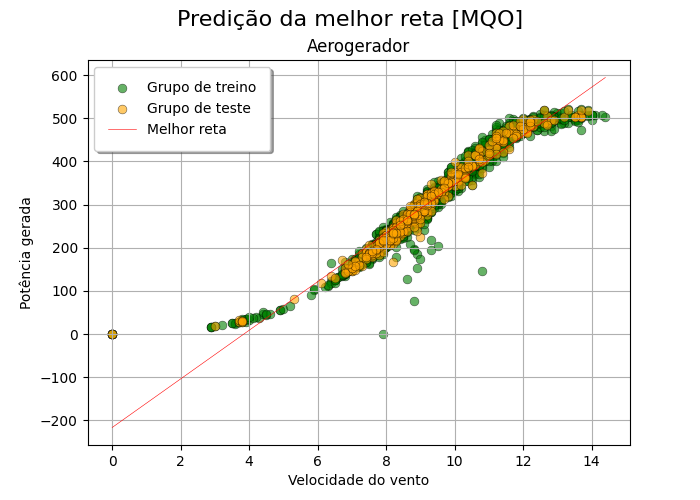 Predição da melhor reta [MQO]
Aerogerador
Grupo de treino
Grupo de teste
Melhor reta
600
500
400
300
200
100
0
−100
−200
Potência gerada
0 2 4 6 8 10 12 14
Velocidade do vento